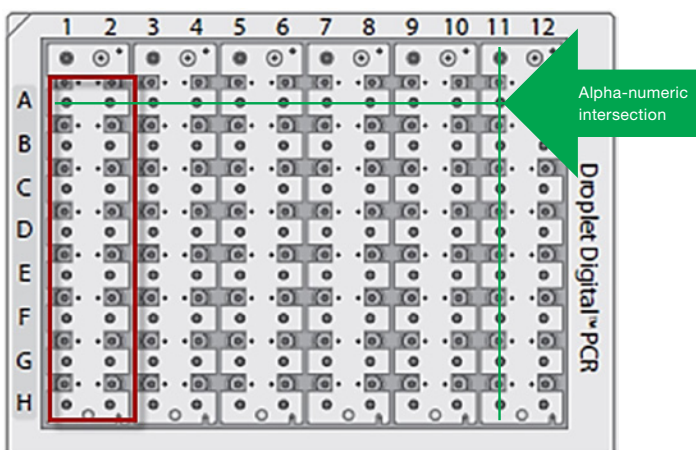 1 2 3 4 5 6 7 8 9 10 11 12
A
B
C
D
E
F
G
H
Alpha-numeric
intersection
Droplet Digital™ PCR